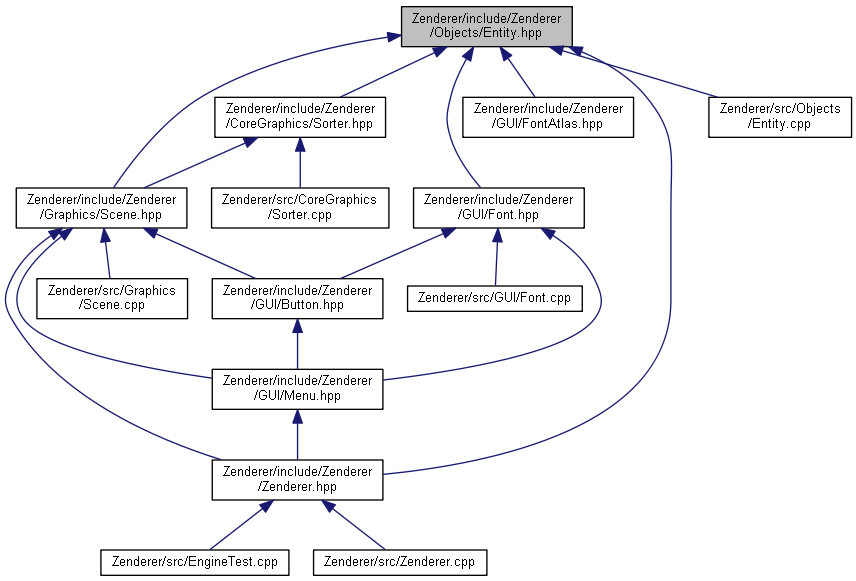 Zenderer/include/Zenderer
/Objects/Entity.hpp
Zenderer/include/Zenderer
/CoreGraphics/Sorter.hpp
Zenderer/include/Zenderer
/GUI/FontAtlas.hpp
Zenderer/src/Objects
/Entity.cpp
Zenderer/include/Zenderer
/Graphics/Scene.hpp
Zenderer/src/CoreGraphics
/Sorter.cpp
Zenderer/include/Zenderer
/GUI/Font.hpp
Zenderer/src/Graphics
/Scene.cpp
Zenderer/include/Zenderer
/GUI/Button.hpp
Zenderer/src/GUI/Font.cpp
Zenderer/include/Zenderer
/GUI/Menu.hpp
Zenderer/include/Zenderer
/Zenderer.hpp
Zenderer/src/EngineTest.cpp
Zenderer/src/Zenderer.cpp